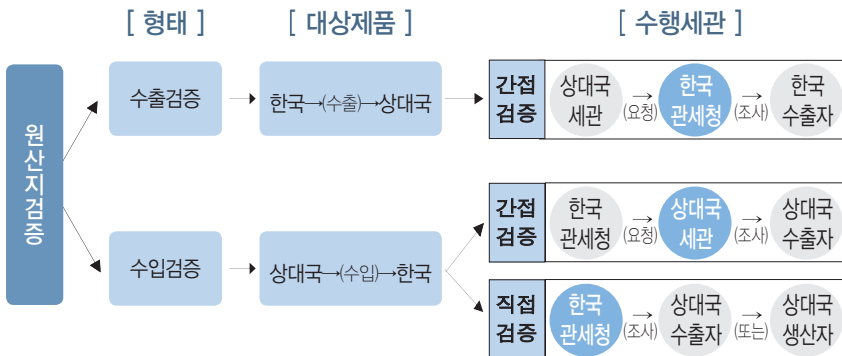 [ 형태 ]
[ 대상제품 ]
[ 수행세관 ]
원산지검증
수출검증
한국→(수출)→상대국
간접
검증
상대국
세관
→
(요청)
한국
관세청
→
(조사)
한국
수출자
수입검증
상대국→(수입)→한국
간접
검증
한국
관세청
→
(요청)
상대국
세관
→
(조사)
상대국
수출자
직접
검증
한국
관세청
→
(조사)
상대국
수출자
→
(또는)
상대국
생산자